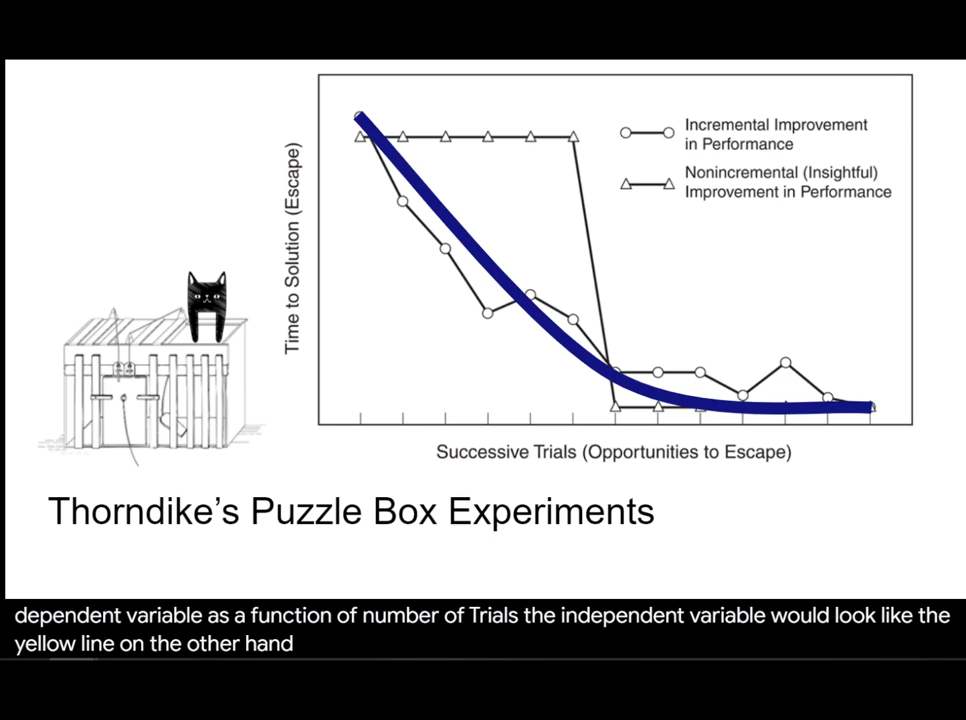 Time to Solution (Escape)
Incremental Improvement
in Performance
Nonincremental (Insightful)
Improvement in Performance
Successive Trials (Opportunities to Escape)
Thorndike's Puzzle Box Experiments
dependent variable as a function of number of Trials the independent variable would look like the
yellow line on the other hand